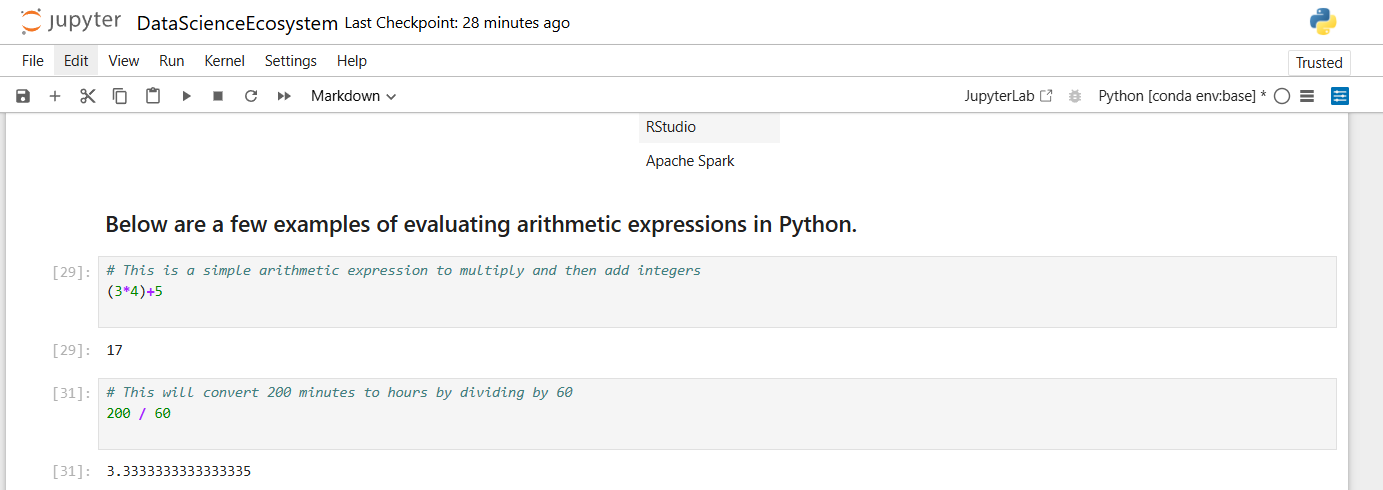 jupyter DataScienceEcosystem Last Checkpoint: 28 minutes ago
File Edit View Run Kernel Settings Help Trusted
Markdown JupyterLab Python [conda env:base] *
RStudio
Apache Spark
Below are a few examples of evaluating arithmetic expressions in Python.
[29]: # This is a simple arithmetic expression to multiply and then add integers
(3*4)+5
[29]: 17
[31]: # This will convert 200 minutes to hours by dividing by 60
200 / 60
[31]: 3.3333333333333335